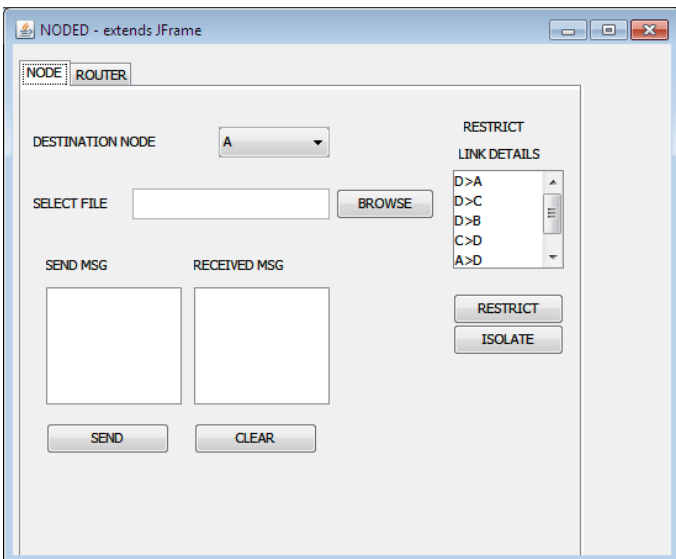 NODED - extends JFrame
NODE ROUTER
DESTINATION NODE A
RESTRICT
LINK DETAILS
D>A
D>C
D>B
C>D
A>D
SELECT FILE BROWSE
SEND MSG RECEIVED MSG
RESTRICT
ISOLATE
SEND CLEAR